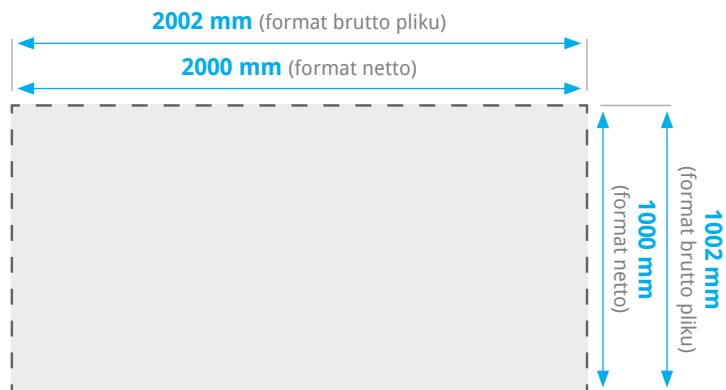 2002 mm (format brutto pliku)
2000 mm (format netto)
1000 mm
(format netto)
1002 mm
(format brutto pliku)